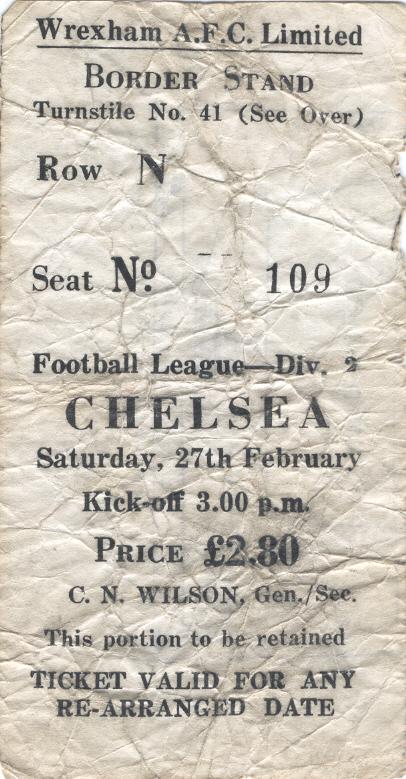 Wrexham A.F.C. Limited
BORDER STAND
Turnstile No. 41 (See Over)
Row N
Seat No. 109
Football League—Div. 2
CHELSEA
Saturday, 27th February
Kick-off 3.00 p.m.
PRICE £2.80
C. N. WILSON, Gen./Sec.
This portion to be retained
TICKET VALID FOR ANY
RE-ARRANGED DATE